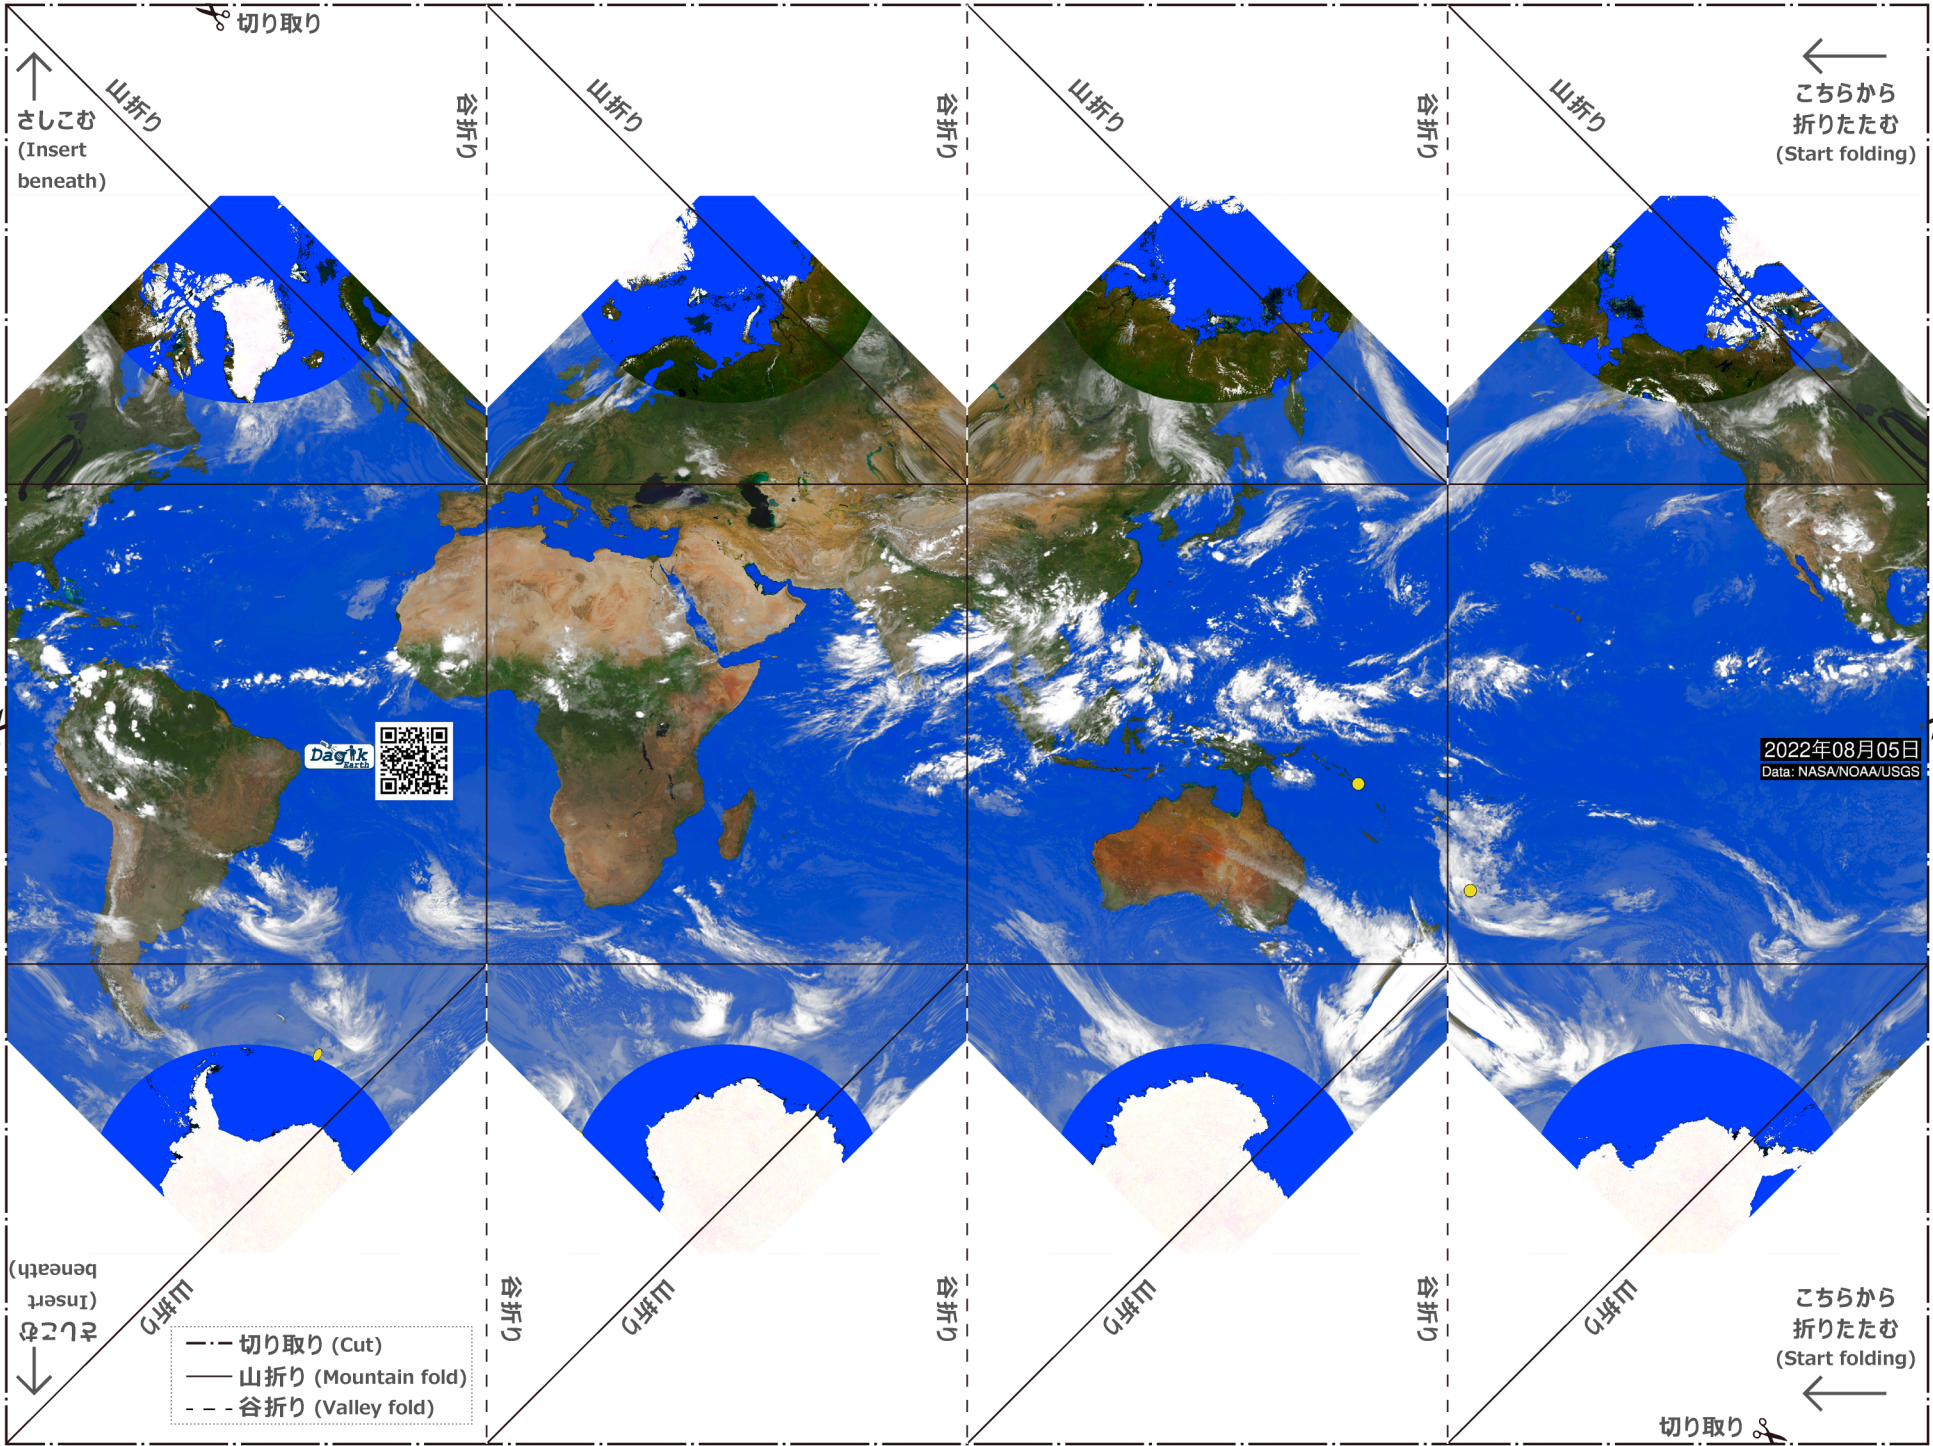 切り取り
山折り
谷折り
山折り
谷折り
山折り
谷折り
山折り
さしこむ
(Insert
beneath)
こちらから
折りたたむ
(Start folding)
Dagik
Earth
2022年08月05日
Data: NASA/NOAA/USGS
さしこむ
(Insert
beneath)
山折り
谷折り
山折り
谷折り
山折り
谷折り
山折り
こちらから
折りたたむ
(Start folding)
切り取り (Cut)
山折り (Mountain fold)
谷折り (Valley fold)
切り取り